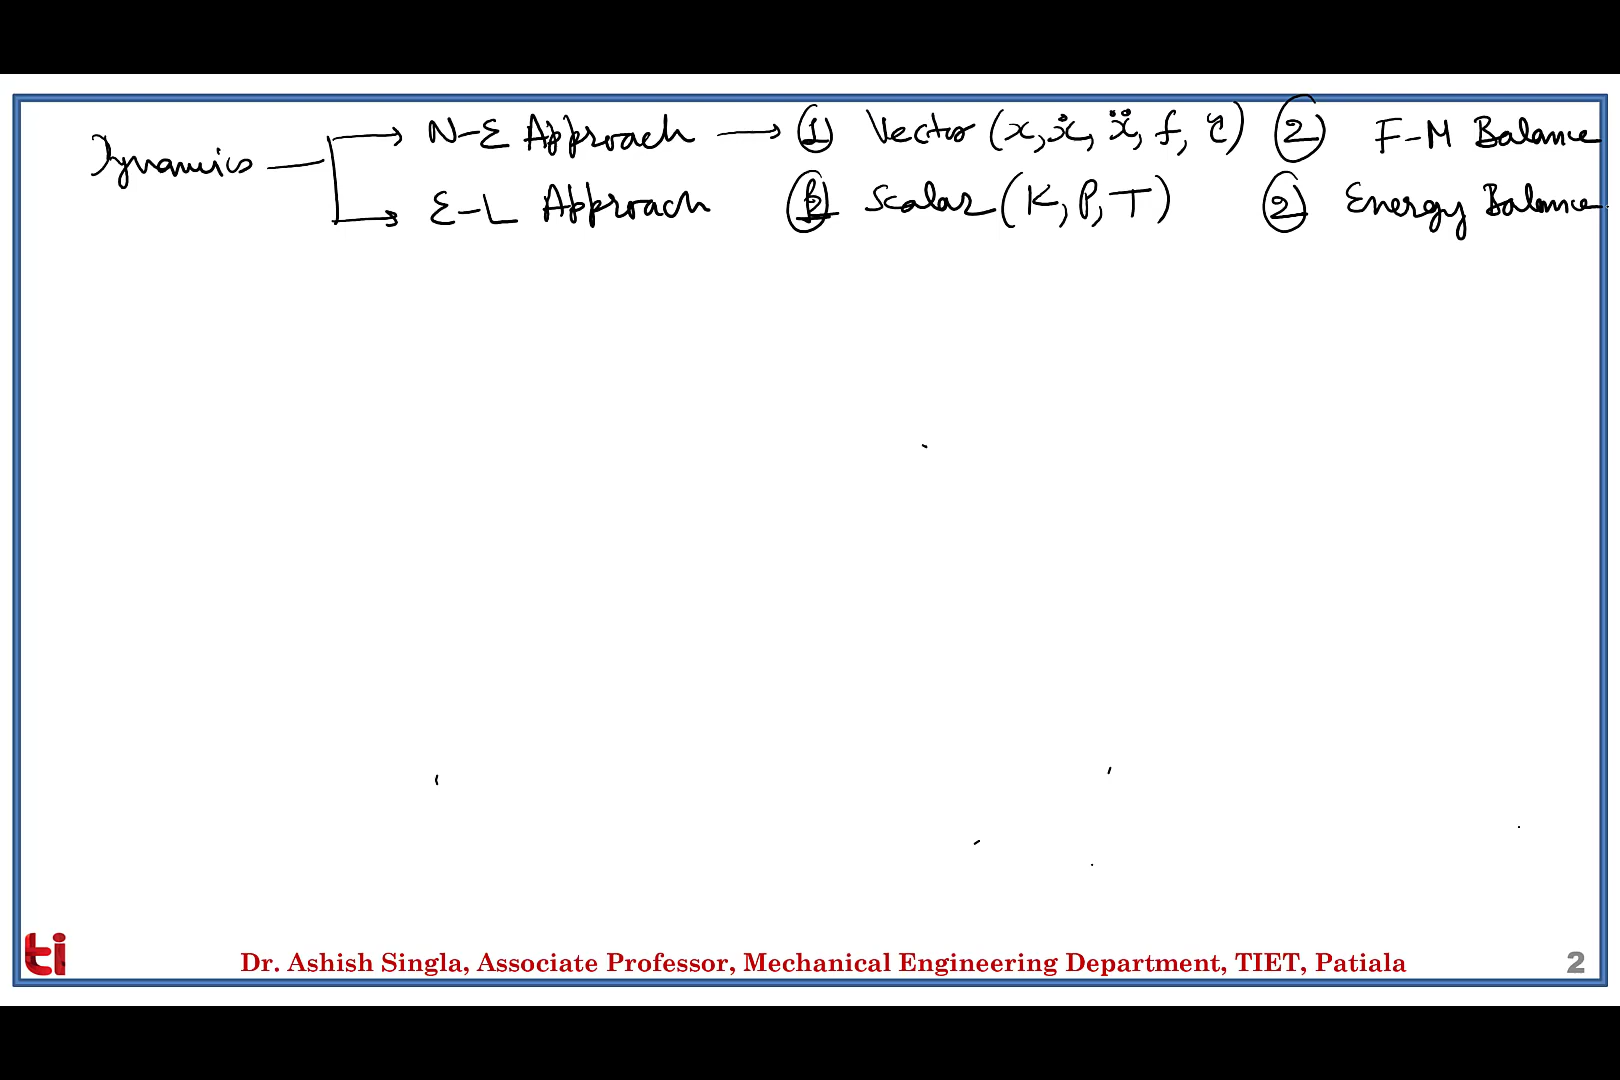 Dynamics
N-E Approach → ① Vector (x, ẋ, ẍ, f, τ) ② F-M Balance
E-L Approach ① Scalar (K, P, T) ② Energy Balance
ti
Dr. Ashish Singla, Associate Professor, Mechanical Engineering Department, TIET, Patiala
2